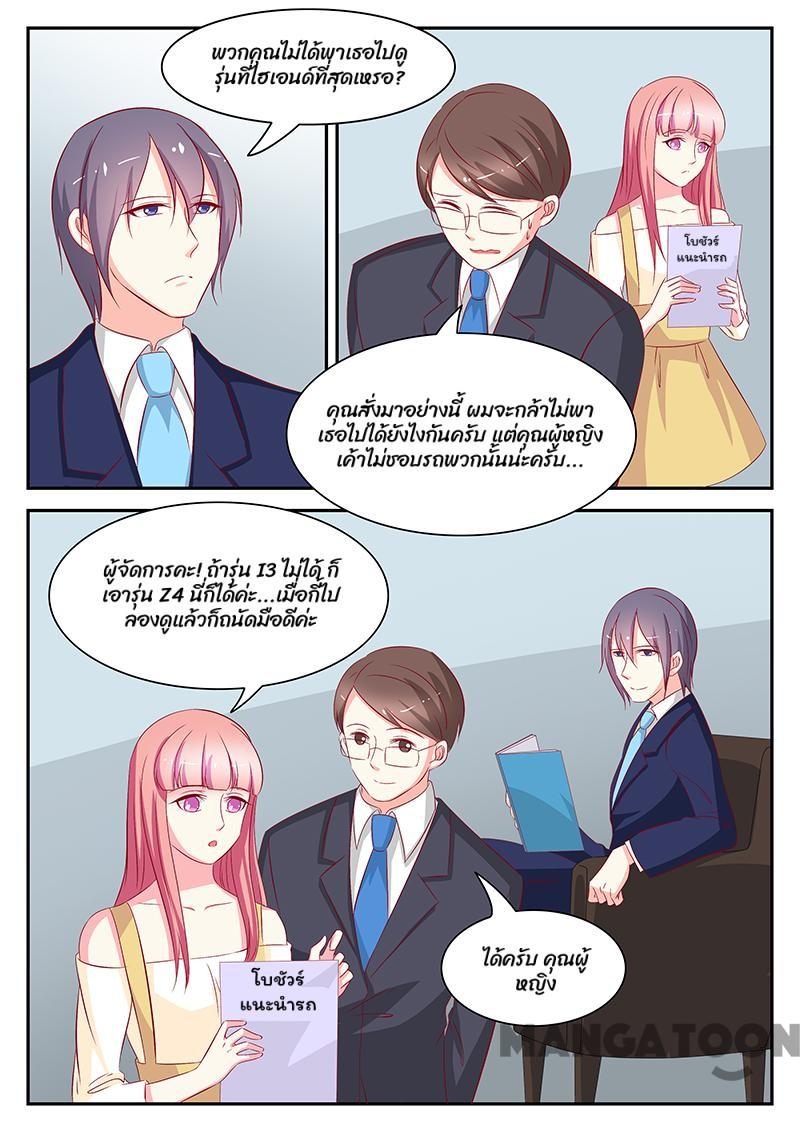 พวกคุณไม่ได้พาเธอไปดู
รุ่นที่ไฮเอนด์ที่สุดเหรอ?
โบชัวร์
แนะนำรถ
คุณสั่งมาอย่างนี้ ผมจะกล้าไม่พา
เธอไปได้ยังไงกันครับ แต่คุณผู้หญิง
เค้าไม่ชอบรถพวกนั้นน่ะครับ...
ผู้จัดการคะ! ถ้ารุ่น I3 ไม่ได้ ก็
เอารุ่น Z4 นี่ก็ได้ค่ะ...เมื่อกี้ไป
ลองดูแล้วก็ถนัดมือดีค่ะ
ได้ครับ คุณผู้
หญิง
โบชัวร์
แนะนำรถ
MANGATOON